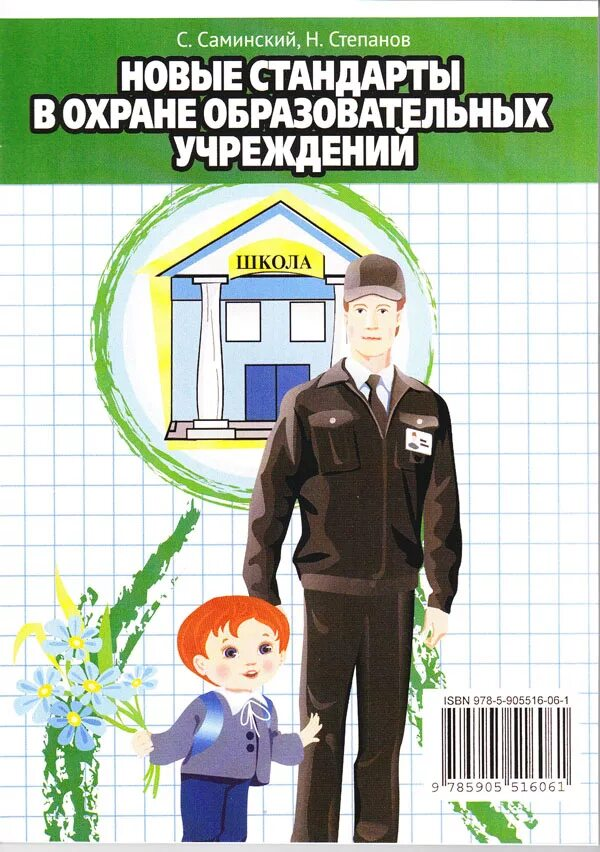 С. Саминский, Н. Степанов
НОВЫЕ СТАНДАРТЫ
В ОХРАНЕ ОБРАЗОВАТЕЛЬНЫХ
УЧРЕЖДЕНИЙ
ШКОЛА
ISBN 978-5-905516-06-1
9 785905 516061